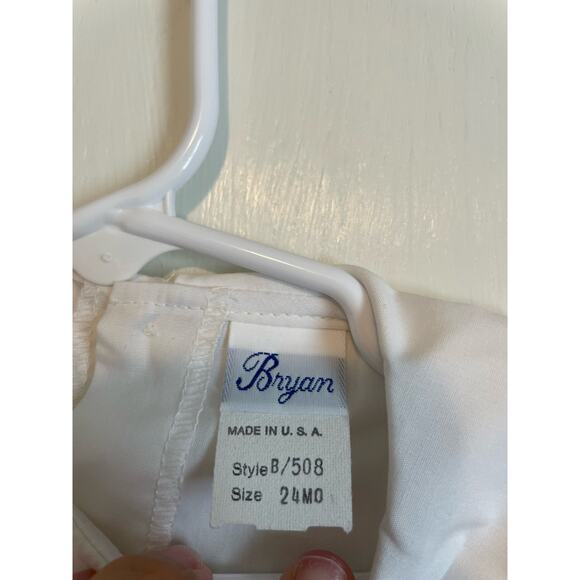 Bryan
MADE IN U. S. A.
Style B/508
Size 24MO